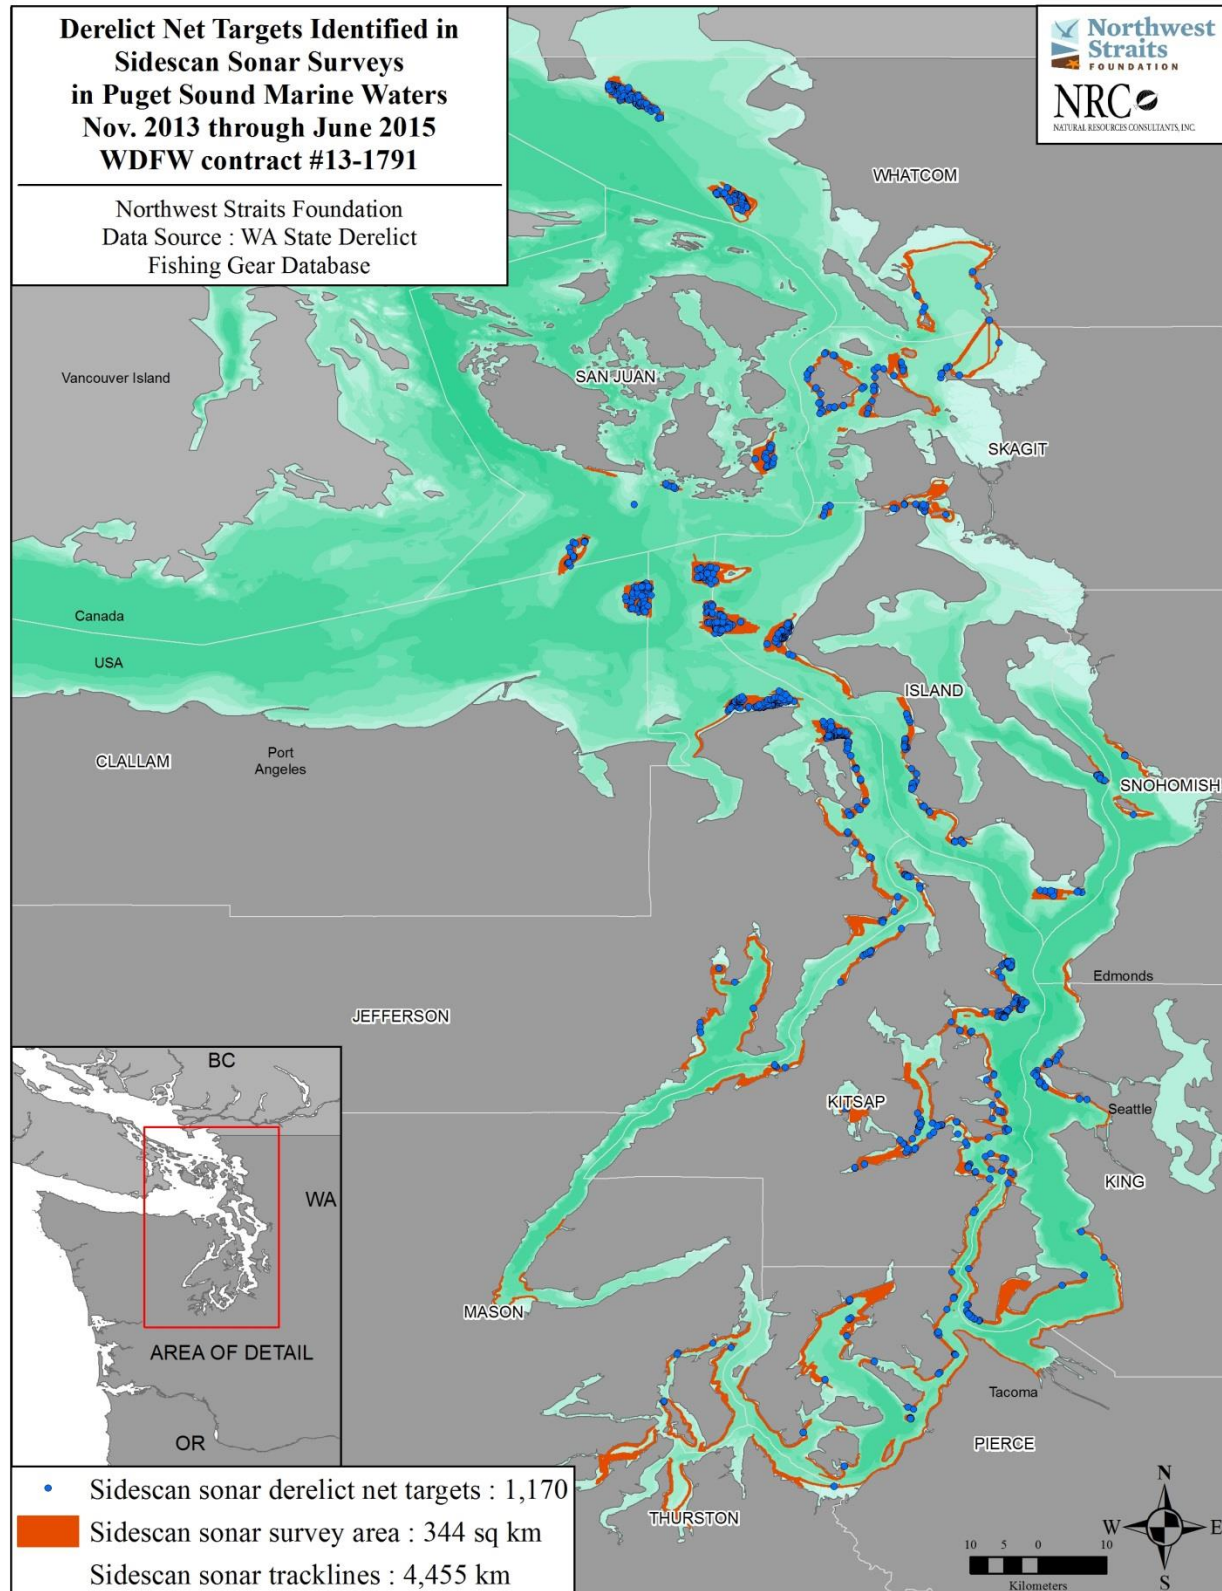 Derelict Net Targets Identified in
Sidescan Sonar Surveys
in Puget Sound Marine Waters
Nov. 2013 through June 2015
WDFW contract #13-1791
Northwest Straits Foundation
Data Source : WA State Derelict
Fishing Gear Database
Northwest
Straits
FOUNDATION
NRC
NATURAL RESOURCES CONSULTANTS, INC.
WHATCOM
Vancouver Island
SAN JUAN
SKAGIT
Canada
USA
ISLAND
CLALLAM
Port
Angeles
SNOHOMISH
Edmonds
JEFFERSON
KITSAP
Seattle
KING
MASON
Tacoma
PIERCE
THURSTON
BC
WA
AREA OF DETAIL
OR
Sidescan sonar derelict net targets : 1,170
Sidescan sonar survey area : 344 sq km
Sidescan sonar tracklines : 4,455 km
N
W E
S
10 5 0 10
Kilometers